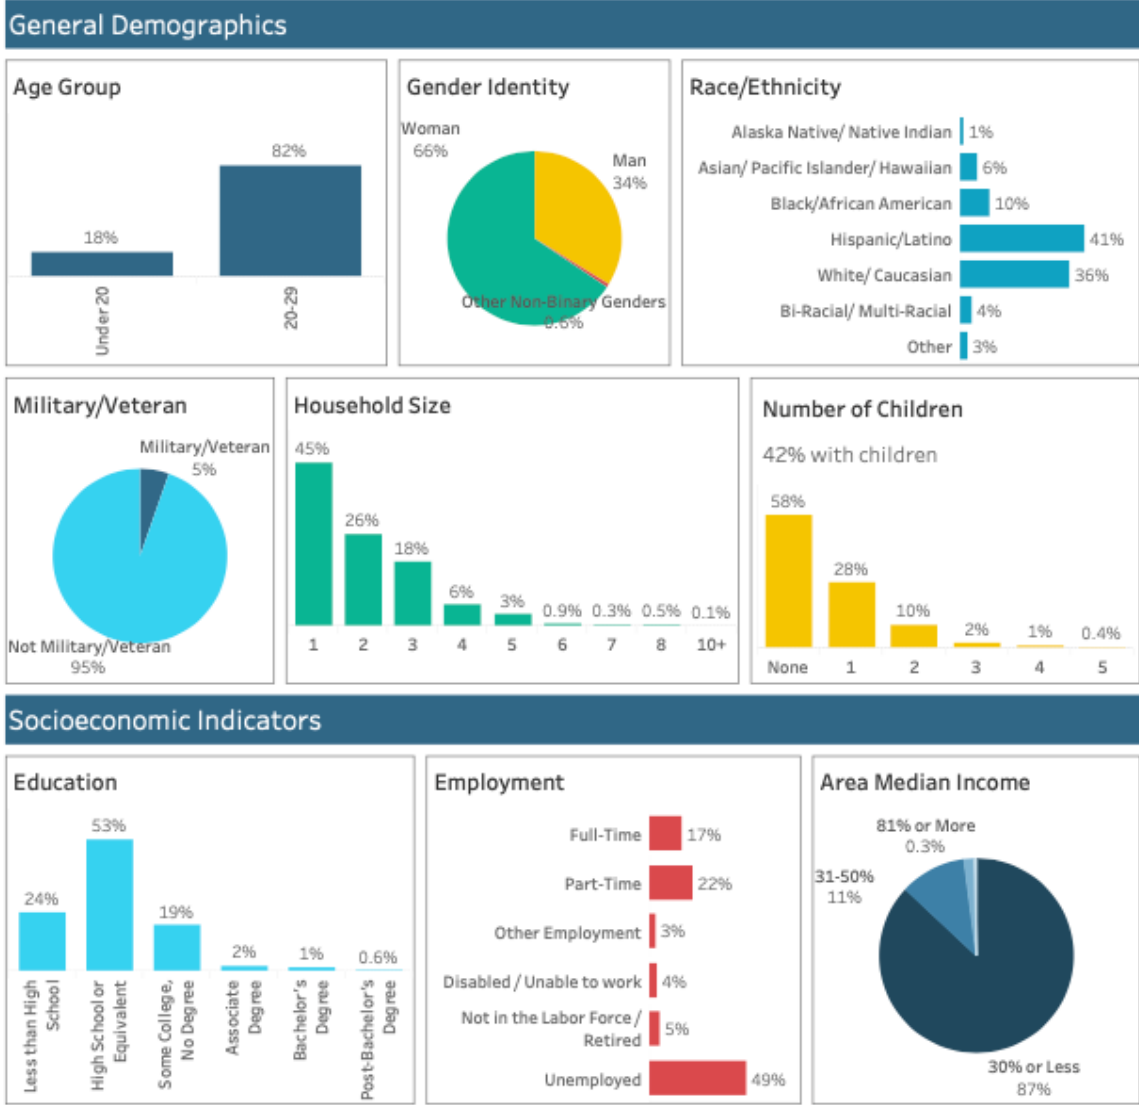 General Demographics
Age Group
82%
18%
Under 20
20-29
Gender Identity
Woman
66%
Man
34%
Other Non-Binary Genders
0.6%
Race/Ethnicity
Alaska Native/ Native Indian 1%
Asian/ Pacific Islander/ Hawaiian 6%
Black/African American 10%
Hispanic/Latino 41%
White/ Caucasian 36%
Bi-Racial/ Multi-Racial 4%
Other 3%
Military/Veteran
Military/Veteran
5%
Not Military/Veteran
95%
Household Size
45%
26%
18%
6%
3%
0.9%
0.3%
0.5%
0.1%
1 2 3 4 5 6 7 8 10+
Number of Children
42% with children
58%
28%
10%
2%
1%
0.4%
None 1 2 3 4 5
Socioeconomic Indicators
Education
24%
53%
19%
2%
1%
0.6%
Less than High
School
High School or
Equivalent
Some College,
No Degree
Associate
Degree
Bachelor's
Degree
Post-Bachelor's
Degree
Employment
Full-Time 17%
Part-Time 22%
Other Employment 3%
Disabled / Unable to work 4%
Not in the Labor Force /
Retired 5%
Unemployed 49%
Area Median Income
81% or More
0.3%
31-50%
11%
30% or Less
87%